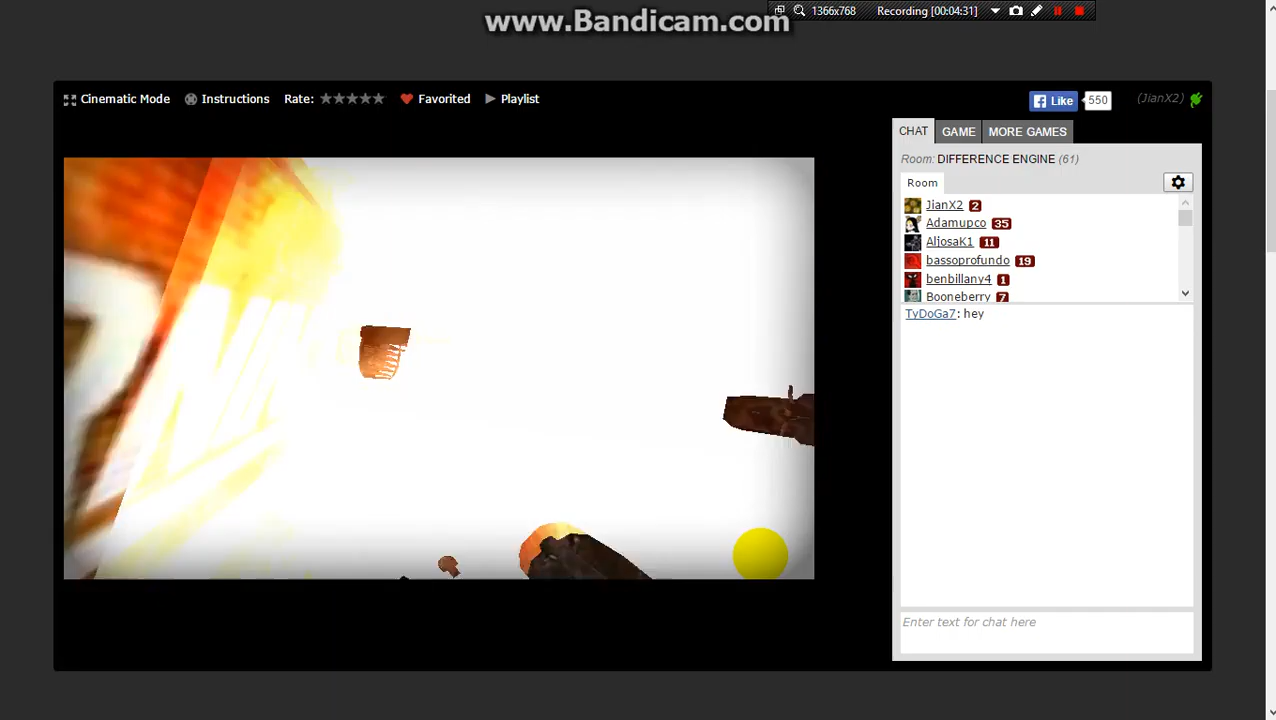 www.Bandicam.com
1366x768 Recording [00:04:31]
Cinematic Mode Instructions Rate: Favorited Playlist Like 550 (JianX2)
CHAT GAME MORE GAMES
Room: DIFFERENCE ENGINE (61)
Room
JianX2 2
Adamupco 35
AljosaK1 11
bassoprofundo 19
benbillany4 1
Booneberry 7
TyDoGa7: hey
Enter text for chat here